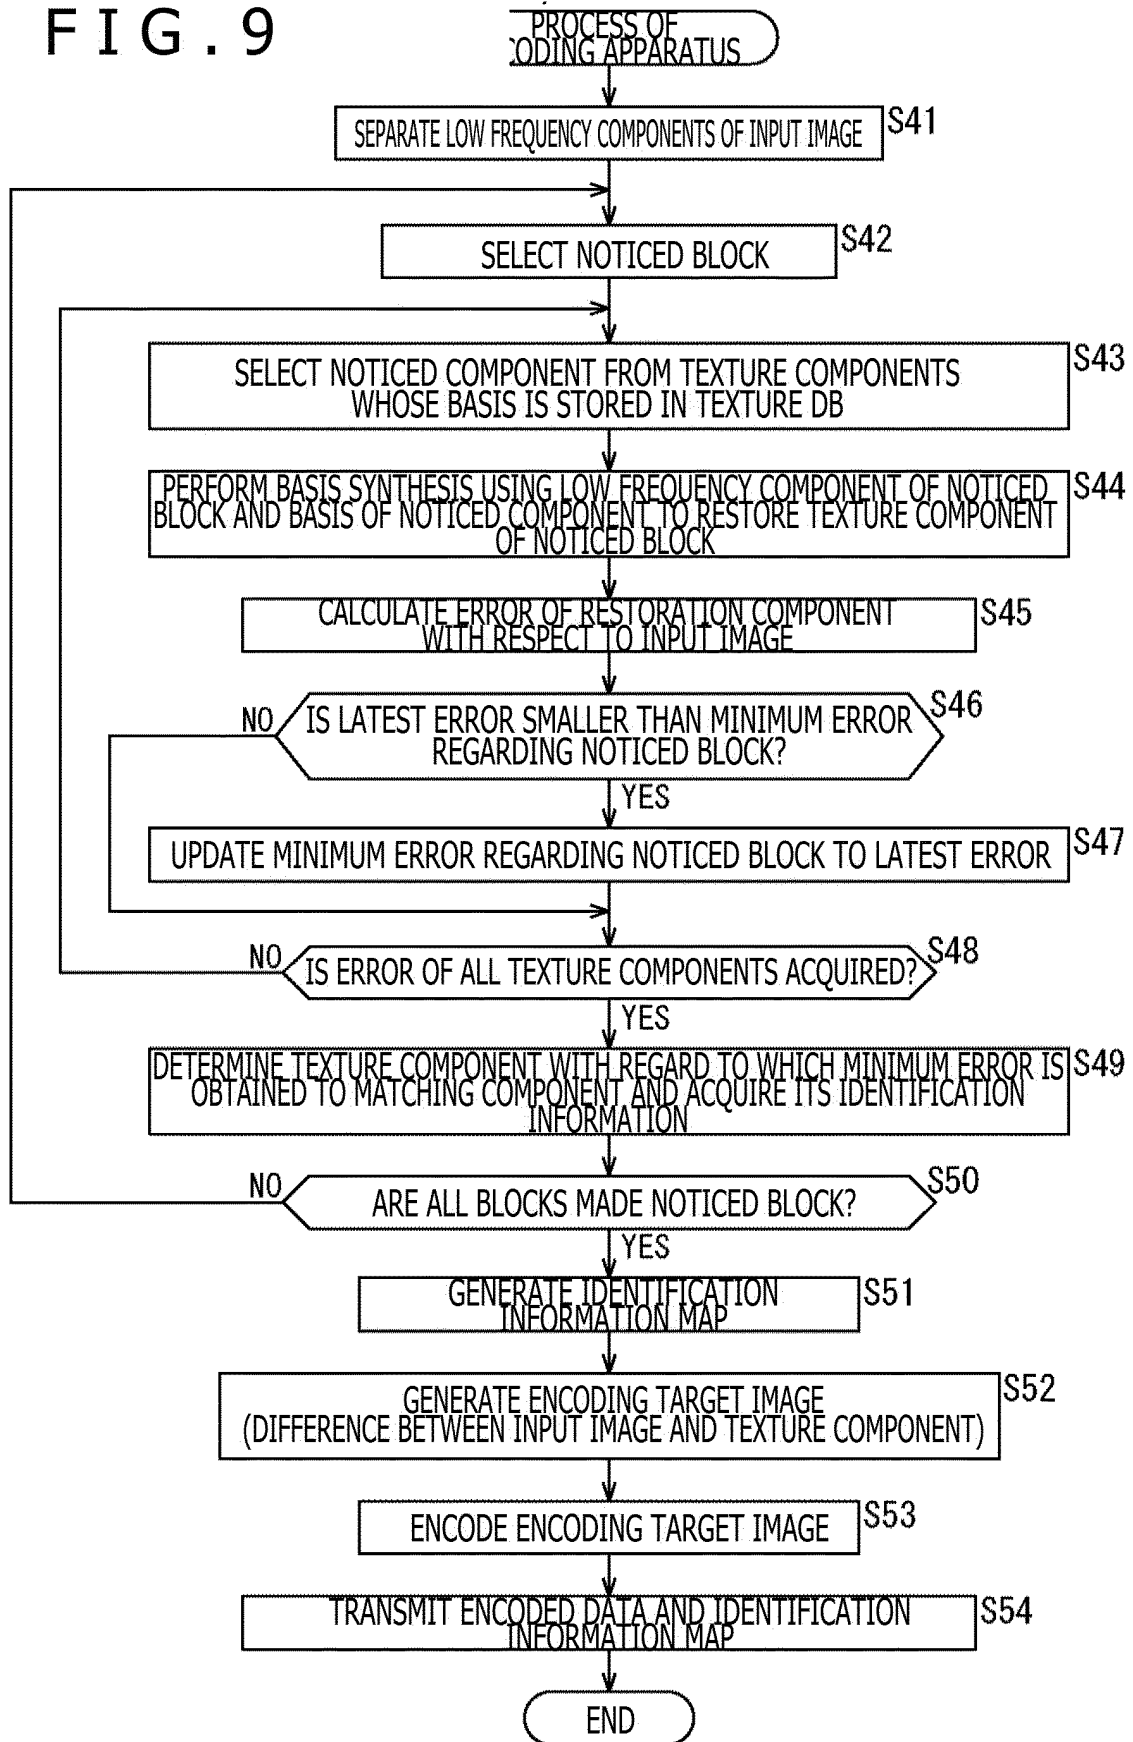 FIG.9
PROCESS OF
CODING APPARATUS
SEPARATE LOW FREQUENCY COMPONENTS OF INPUT IMAGE
S41
SELECT NOTICED BLOCK
S42
SELECT NOTICED COMPONENT FROM TEXTURE COMPONENTS
WHOSE BASIS IS STORED IN TEXTURE DB
S43
PERFORM BASIS SYNTHESIS USING LOW FREQUENCY COMPONENT OF NOTICED
BLOCK AND BASIS OF NOTICED COMPONENT TO RESTORE TEXTURE COMPONENT
OF NOTICED BLOCK
S44
CALCULATE ERROR OF RESTORATION COMPONENT
WITH RESPECT TO INPUT IMAGE
S45
IS LATEST ERROR SMALLER THAN MINIMUM ERROR
REGARDING NOTICED BLOCK?
S46
NO
YES
UPDATE MINIMUM ERROR REGARDING NOTICED BLOCK TO LATEST ERROR
S47
IS ERROR OF ALL TEXTURE COMPONENTS ACQUIRED?
S48
NO
YES
DETERMINE TEXTURE COMPONENT WITH REGARD TO WHICH MINIMUM ERROR IS
OBTAINED TO MATCHING COMPONENT AND ACQUIRE ITS IDENTIFICATION
INFORMATION
S49
ARE ALL BLOCKS MADE NOTICED BLOCK?
S50
NO
YES
GENERATE IDENTIFICATION
INFORMATION MAP
S51
GENERATE ENCODING TARGET IMAGE
(DIFFERENCE BETWEEN INPUT IMAGE AND TEXTURE COMPONENT)
S52
ENCODE ENCODING TARGET IMAGE
S53
TRANSMIT ENCODED DATA AND IDENTIFICATION
INFORMATION MAP
S54
END